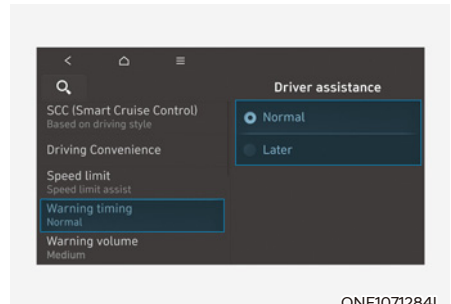 Driver assistance
SCC (Smart Cruise Control)
Based on driving style
Driving Convenience
Speed limit
Speed limit assist
Warning timing
Normal
Warning volume
Medium
Normal
Later